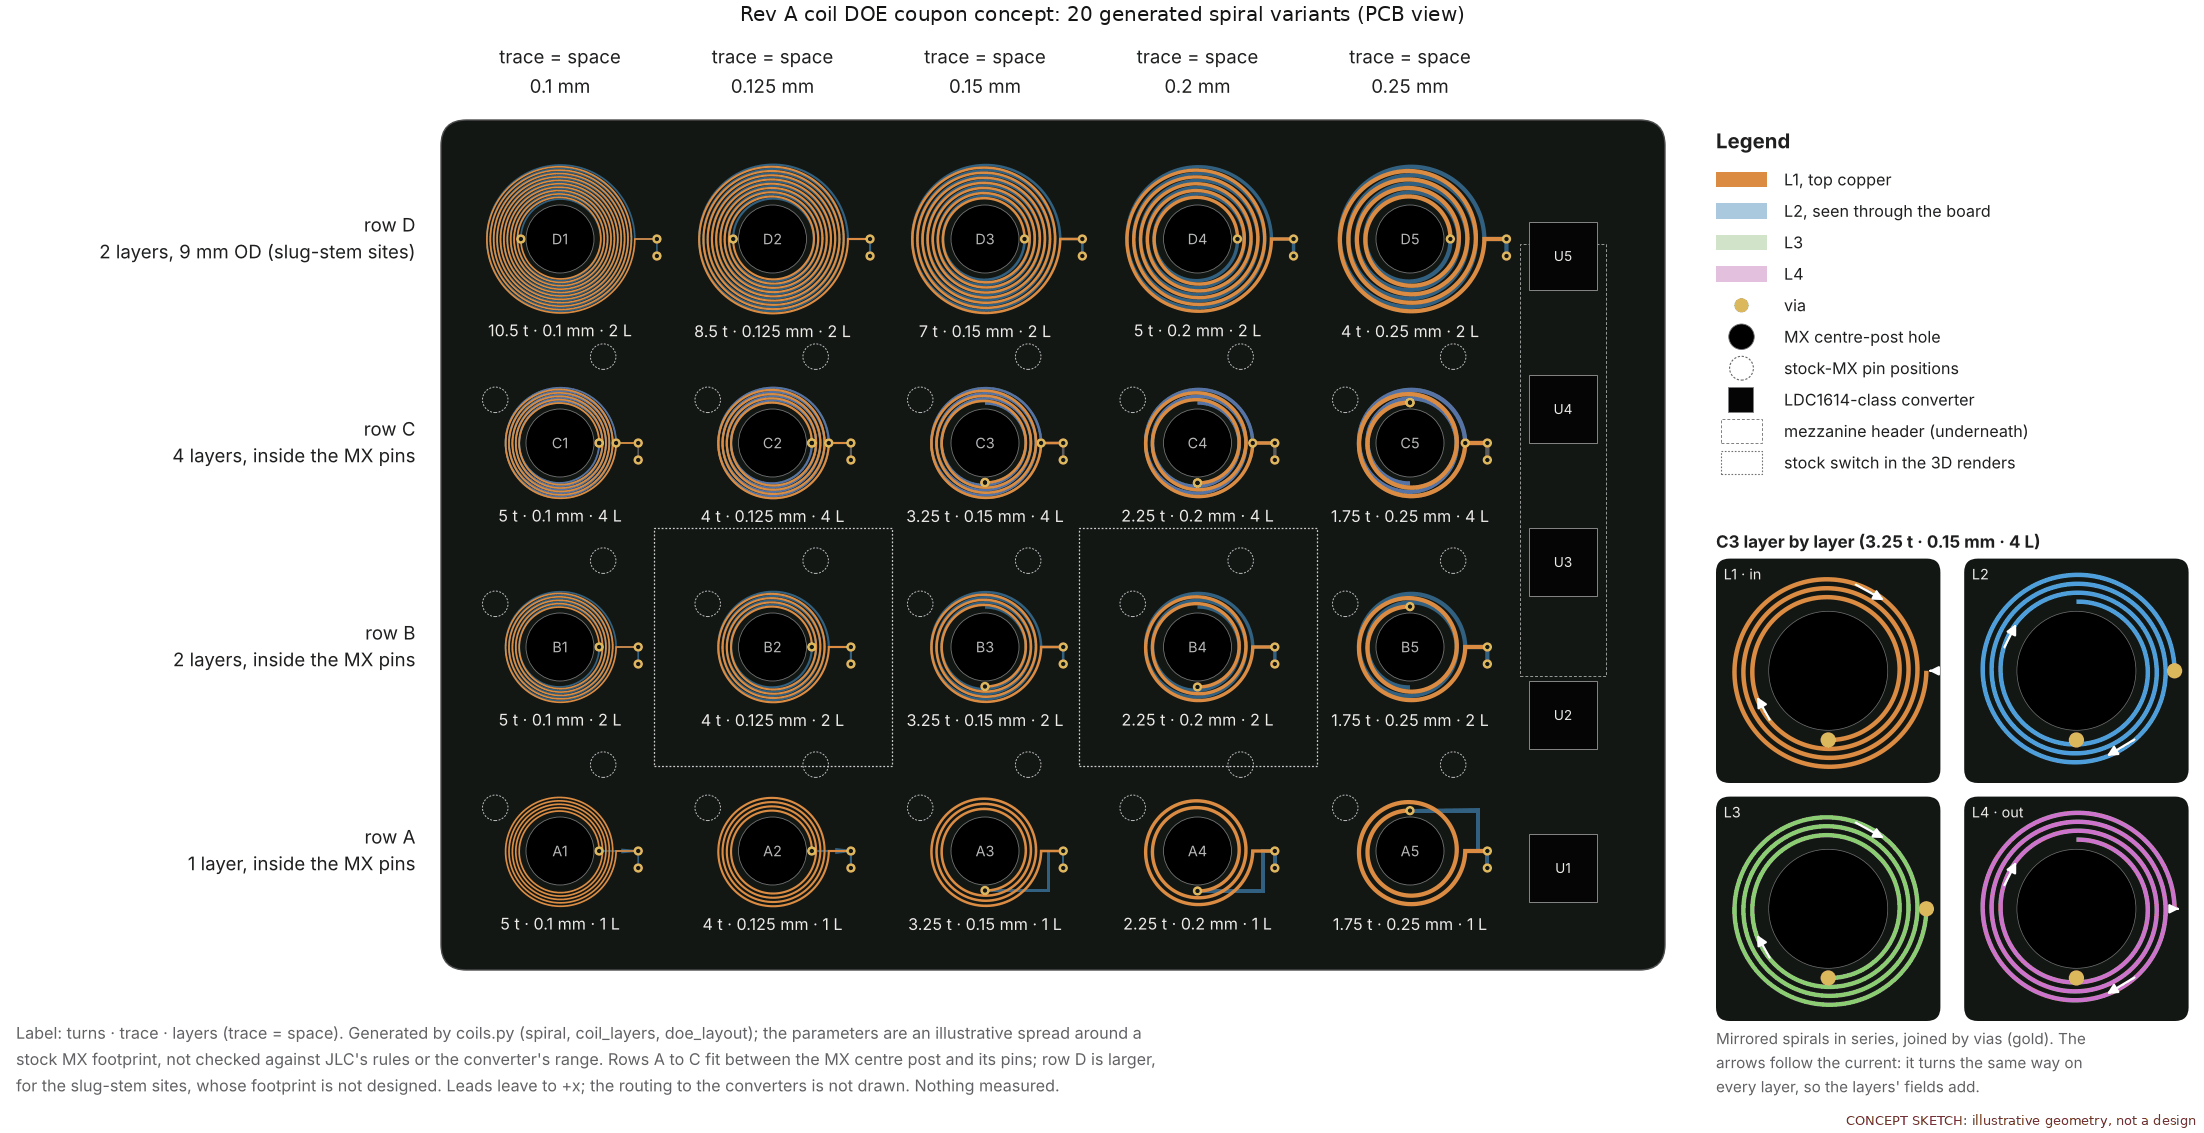 Rev A coil DOE coupon concept: 20 generated spiral variants (PCB view)
trace = space
0.1 mm
trace = space
0.125 mm
trace = space
0.15 mm
trace = space
0.2 mm
trace = space
0.25 mm
row D
2 layers, 9 mm OD (slug-stem sites)
D1
D2
D3
D4
D5
U5
10.5 t · 0.1 mm · 2 L
8.5 t · 0.125 mm · 2 L
7 t · 0.15 mm · 2 L
5 t · 0.2 mm · 2 L
4 t · 0.25 mm · 2 L
row C
4 layers, inside the MX pins
C1
C2
C3
C4
C5
U4
5 t · 0.1 mm · 4 L
4 t · 0.125 mm · 4 L
3.25 t · 0.15 mm · 4 L
2.25 t · 0.2 mm · 4 L
1.75 t · 0.25 mm · 4 L
U3
row B
2 layers, inside the MX pins
B1
B2
B3
B4
B5
U2
5 t · 0.1 mm · 2 L
4 t · 0.125 mm · 2 L
3.25 t · 0.15 mm · 2 L
2.25 t · 0.2 mm · 2 L
1.75 t · 0.25 mm · 2 L
row A
1 layer, inside the MX pins
A1
A2
A3
A4
A5
U1
5 t · 0.1 mm · 1 L
4 t · 0.125 mm · 1 L
3.25 t · 0.15 mm · 1 L
2.25 t · 0.2 mm · 1 L
1.75 t · 0.25 mm · 1 L
Legend
L1, top copper
L2, seen through the board
L3
L4
via
MX centre-post hole
stock-MX pin positions
LDC1614-class converter
mezzanine header (underneath)
stock switch in the 3D renders
C3 layer by layer (3.25 t · 0.15 mm · 4 L)
L1 · in
L2
L3
L4 · out
Mirrored spirals in series, joined by vias (gold). The
arrows follow the current: it turns the same way on
every layer, so the layers' fields add.
Label: turns · trace · layers (trace = space). Generated by coils.py (spiral, coil_layers, doe_layout); the parameters are an illustrative spread around a
stock MX footprint, not checked against JLC's rules or the converter's range. Rows A to C fit between the MX centre post and its pins; row D is larger,
for the slug-stem sites, whose footprint is not designed. Leads leave to +x; the routing to the converters is not drawn. Nothing measured.
CONCEPT SKETCH: illustrative geometry, not a design